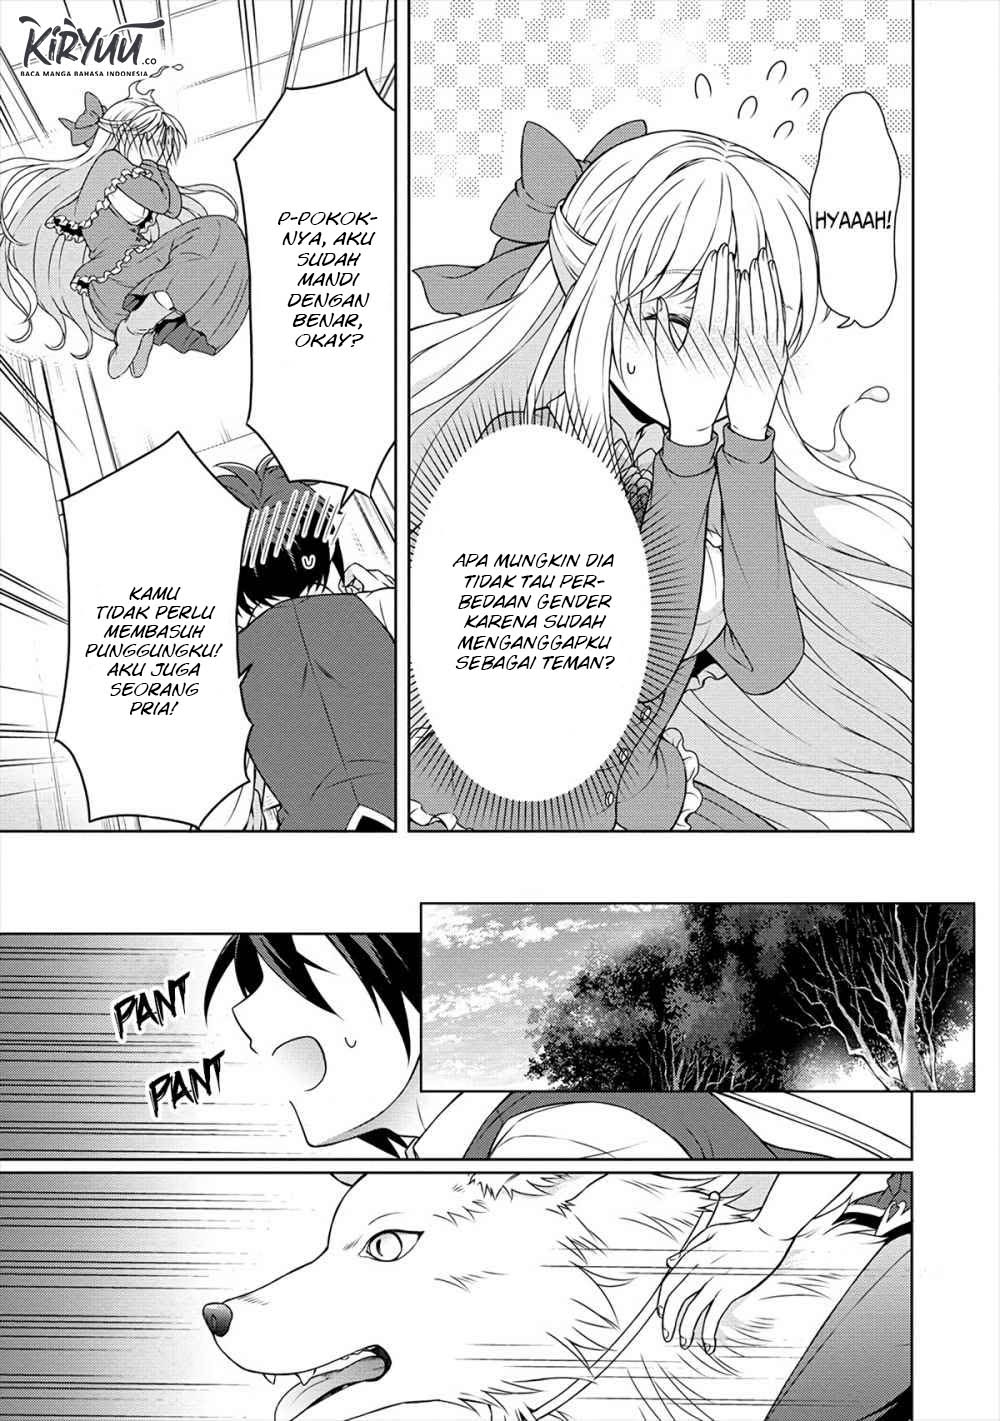 KIRYUU.CO
BACA MANGA BAHASA INDONESIA
HYAAAH!
APA MUNGKIN DIA
TIDAK TAU PER-
BEDAAN GENDER
KARENA SUDAH
MENGANGGAPKU
SEBAGAI TEMAN?
P-POKOK-
NYA, AKU
SUDAH
MANDI
DENGAN
BENAR,
OKAY?
KAMU
TIDAK PERLU
MEMBASUH
PUNGGUNGKU!
AKU JUGA
SEORANG
PRIA!
PANT
PANT